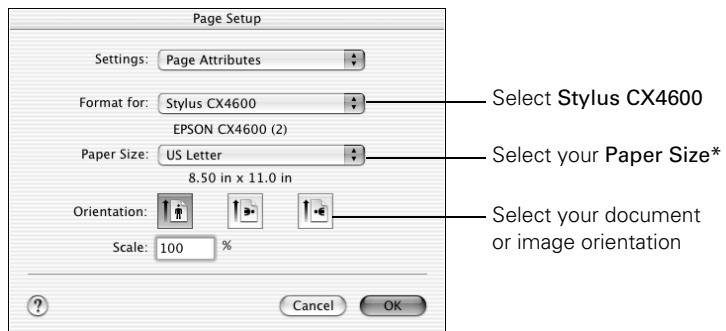 Page Setup
Settings: Page Attributes
Format for: Stylus CX4600
Select Stylus CX4600
EPSON CX4600 (2)
Paper Size: US Letter
Select your Paper Size*
8.50 in x 11.0 in
Orientation:
Select your document
or image orientation
Scale: 100 %
?
Cancel
OK